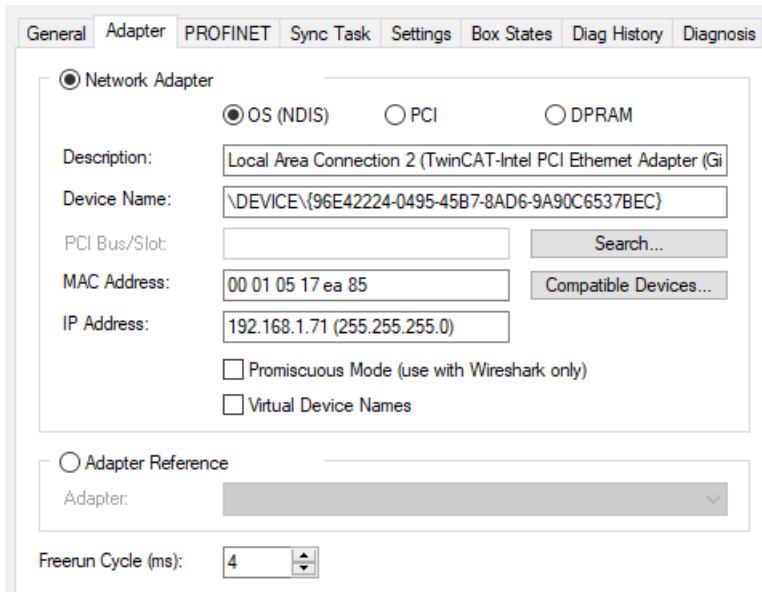 General Adapter PROFINET Sync Task Settings Box States Diag History Diagnosis
Network Adapter
OS (NDIS) PCI DPRAM
Description: Local Area Connection 2 (TwinCAT-Intel PCI Ethernet Adapter (Gi
Device Name: \DEVICE\{96E42224-0495-45B7-8AD6-9A90C6537BEC}
PCI Bus/Slot: Search...
MAC Address: 00 01 05 17 ea 85 Compatible Devices...
IP Address: 192.168.1.71 (255.255.255.0)
Promiscuous Mode (use with Wireshark only)
Virtual Device Names
Adapter Reference
Adapter:
Freerun Cycle (ms): 4